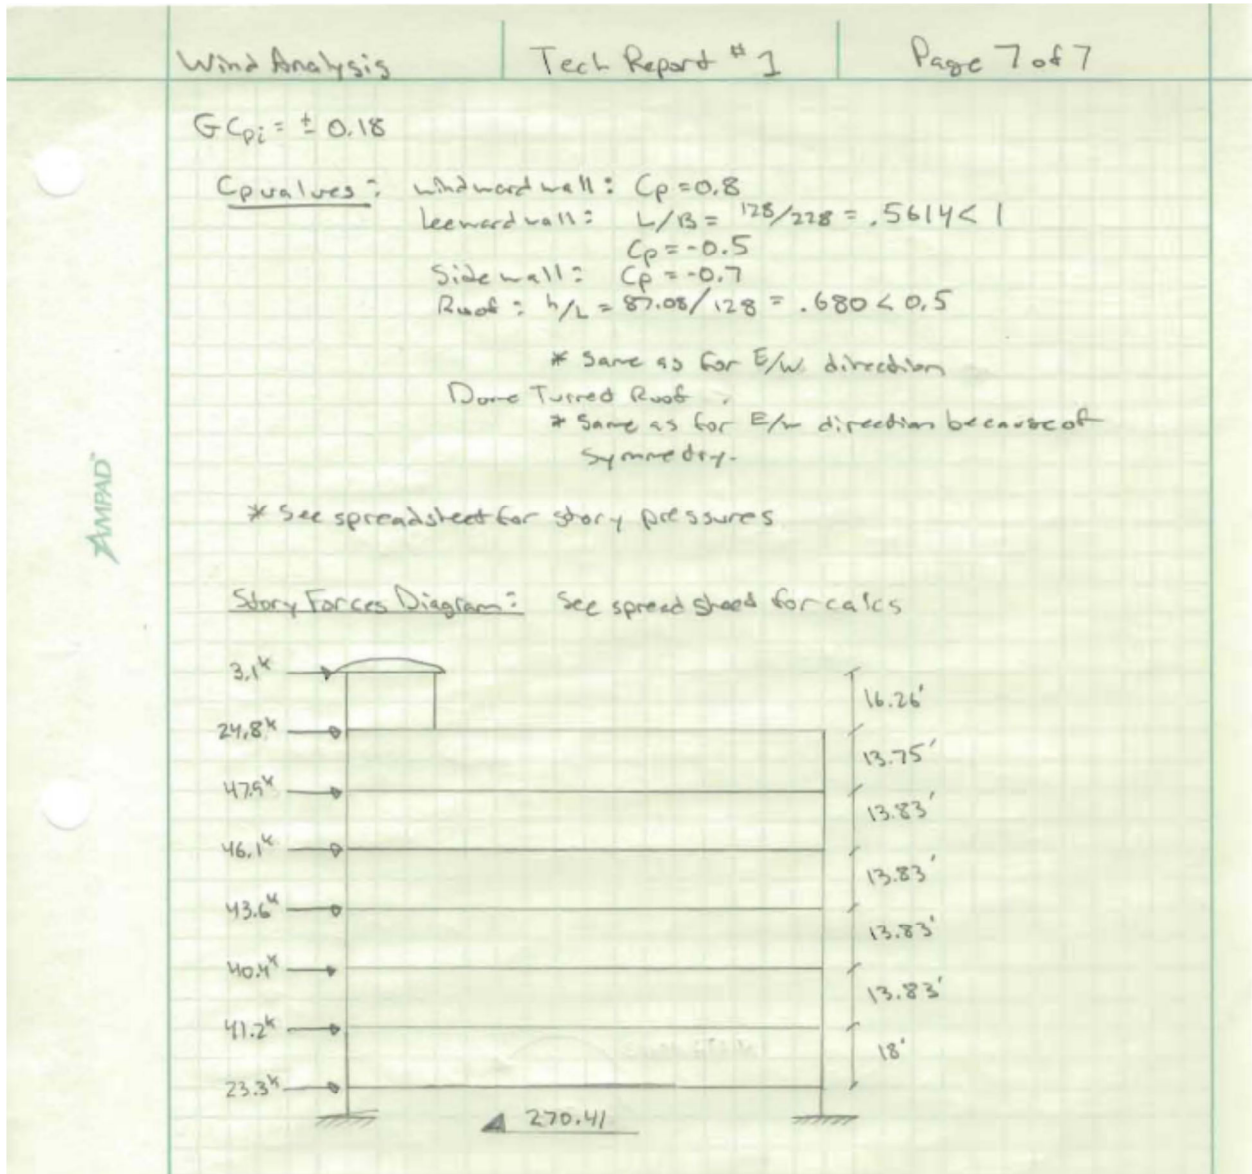 Wind Analysis
Tech Report #1
Page 7 of 7
GCpi = ± 0.18
Cp values: windward wall: Cp = 0.8
Leeward wall: L/B = 128/228 = .5614 < 1
Cp = -0.5
Side wall: Cp = -0.7
Roof: h/L = 87.08/128 = .680 < 0.5
* Same as for E/W direction
Dome Turred Roof
* Same as for E/W direction because of
symmetry.
AMPAD™
* See spreadsheet for story pressures
Story Forces Diagram: See spread sheet for calcs
3.1k
16.26'
24.8k
13.75'
47.5k
13.83'
46.1k
13.83'
43.6k
13.83'
40.4k
13.83'
41.2k
18'
23.3k
270.41